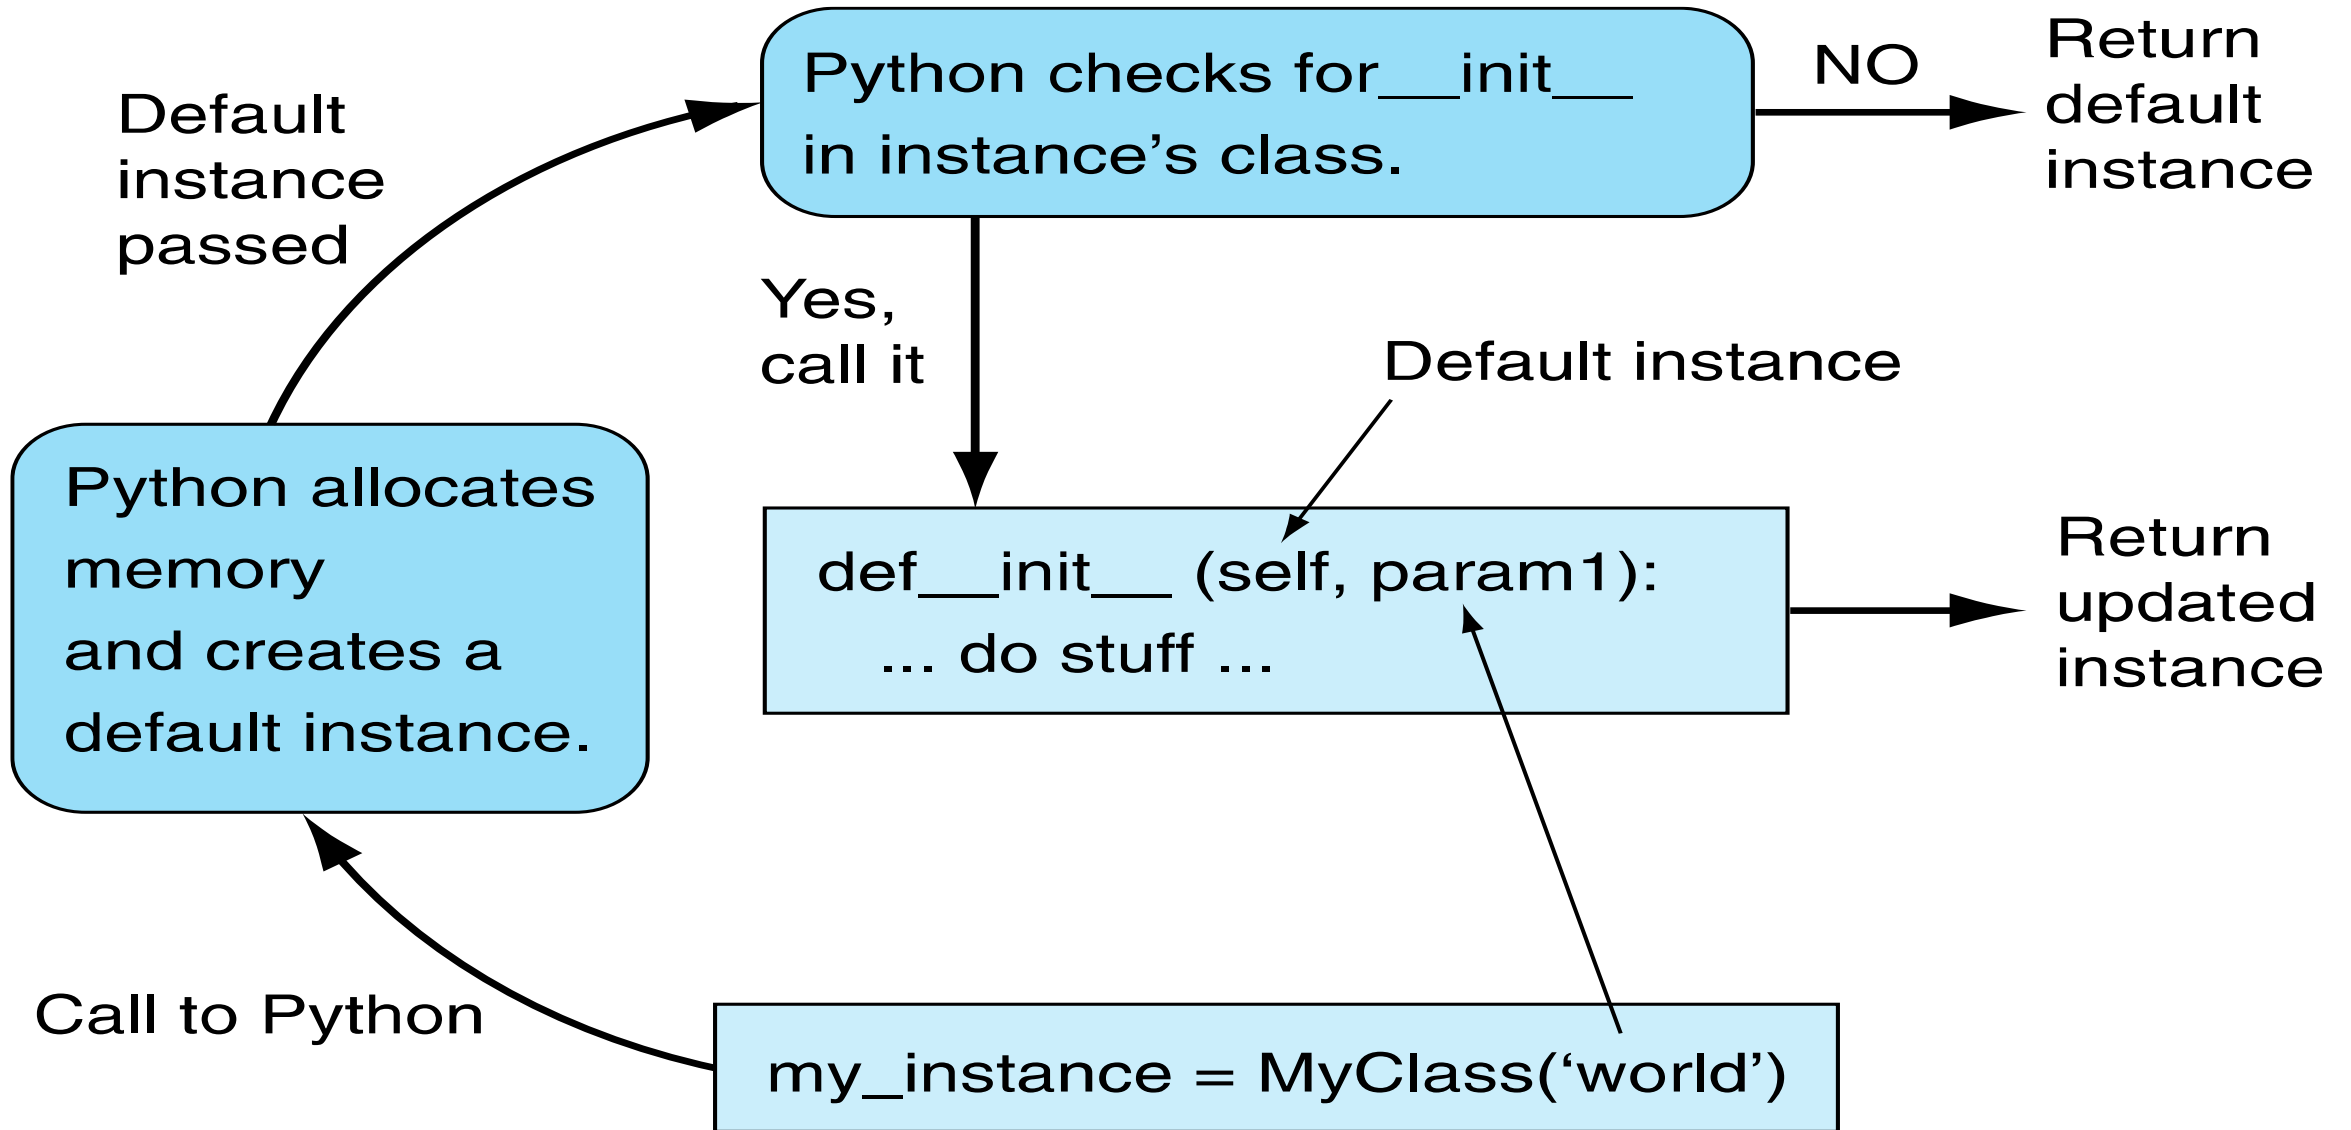 Python checks for__init__
in instance’s class.
NO
Return
default
instance
Default
instance
passed
Yes,
call it
Default instance
Python allocates
memory
and creates a
default instance.
def__init__ (self, param1):
... do stuff ...
Return
updated
instance
Call to Python
my_instance = MyClass(‘world’)